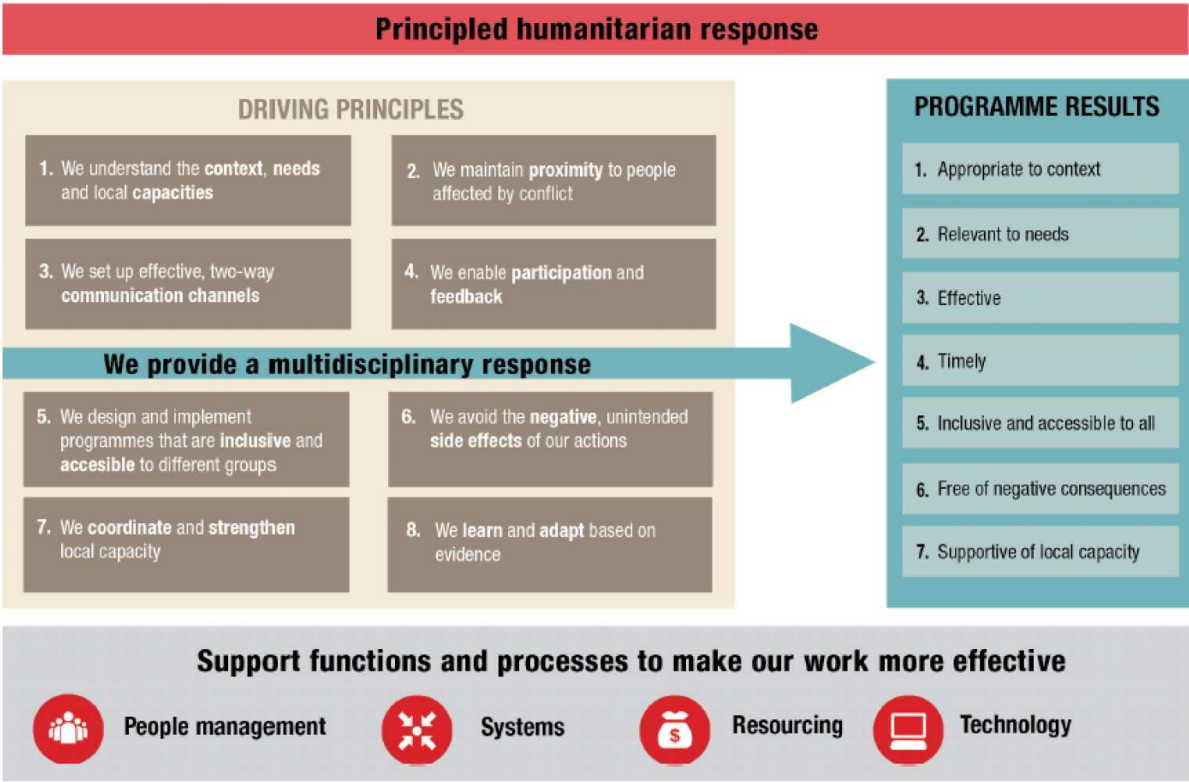 Principled humanitarian response
DRIVING PRINCIPLES
1. We understand the context, needs
and local capacities
2. We maintain proximity to people
affected by conflict
3. We set up effective, two-way
communication channels
4. We enable participation and
feedback
We provide a multidisciplinary response
5. We design and implement
programmes that are inclusive and
accesible to different groups
6. We avoid the negative, unintended
side effects of our actions
7. We coordinate and strengthen
local capacity
8. We learn and adapt based on
evidence
PROGRAMME RESULTS
1. Appropriate to context
2. Relevant to needs
3. Effective
4. Timely
5. Inclusive and accessible to all
6. Free of negative consequences
7. Supportive of local capacity
Support functions and processes to make our work more effective
People management
Systems
$
Resourcing
Technology